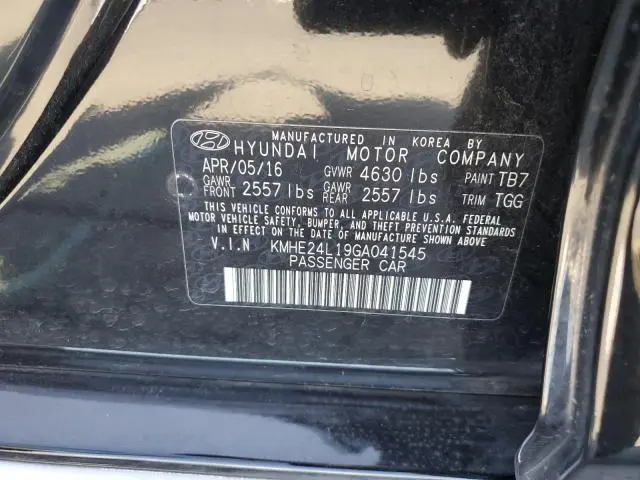 MANUFACTURED IN KOREA BY
HYUNDAI MOTOR COMPANY
APR/05/16 GVWR 4630 lbs PAINT TB7
GAWR FRONT 2557 lbs GAWR REAR 2557 lbs TRIM TGG
THIS VEHICLE CONFORMS TO ALL APPLICABLE U.S.A. FEDERAL
MOTOR VEHICLE SAFETY, BUMPER, AND THEFT PREVENTION STANDARDS
IN EFFECT ON THE DATE OF MANUFACTURE SHOWN ABOVE.
V.I.N KMHE24L19GA041545
PASSENGER CAR